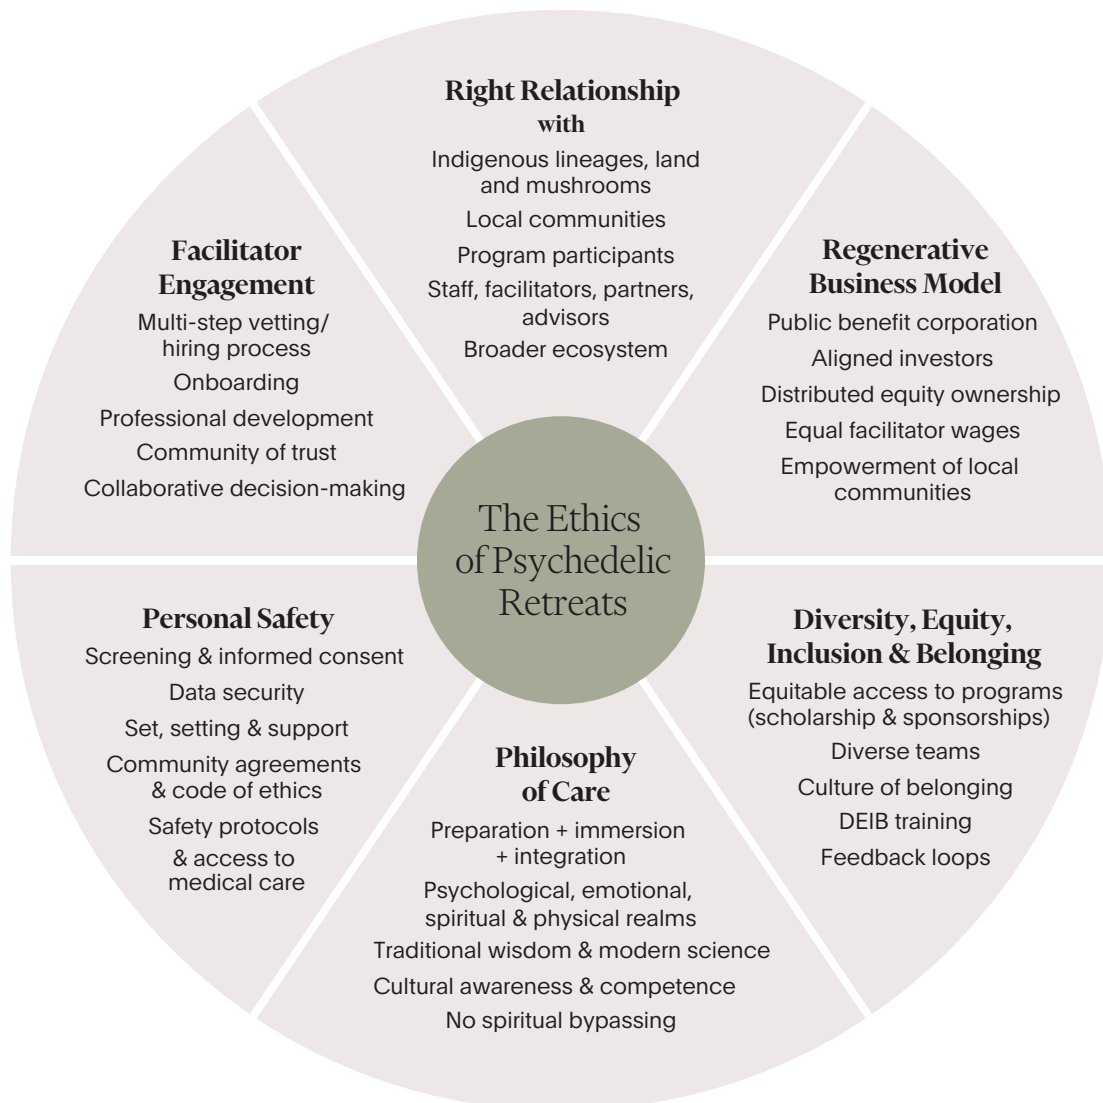 Right Relationship
with
Indigenous lineages, land
and mushrooms
Local communities
Program participants
Staff, facilitators, partners,
advisors
Broader ecosystem
Regenerative
Business Model
Public benefit corporation
Aligned investors
Distributed equity ownership
Equal facilitator wages
Empowerment of local
communities
Diversity, Equity,
Inclusion & Belonging
Equitable access to programs
(scholarship & sponsorships)
Diverse teams
Culture of belonging
DEIB training
Feedback loops
Philosophy
of Care
Preparation + immersion
+ integration
Psychological, emotional,
spiritual & physical realms
Traditional wisdom & modern science
Cultural awareness & competence
No spiritual bypassing
Personal Safety
Screening & informed consent
Data security
Set, setting & support
Community agreements
& code of ethics
Safety protocols
& access to
medical care
Facilitator
Engagement
Multi-step vetting/
hiring process
Onboarding
Professional development
Community of trust
Collaborative decision-making
The Ethics
of Psychedelic
Retreats